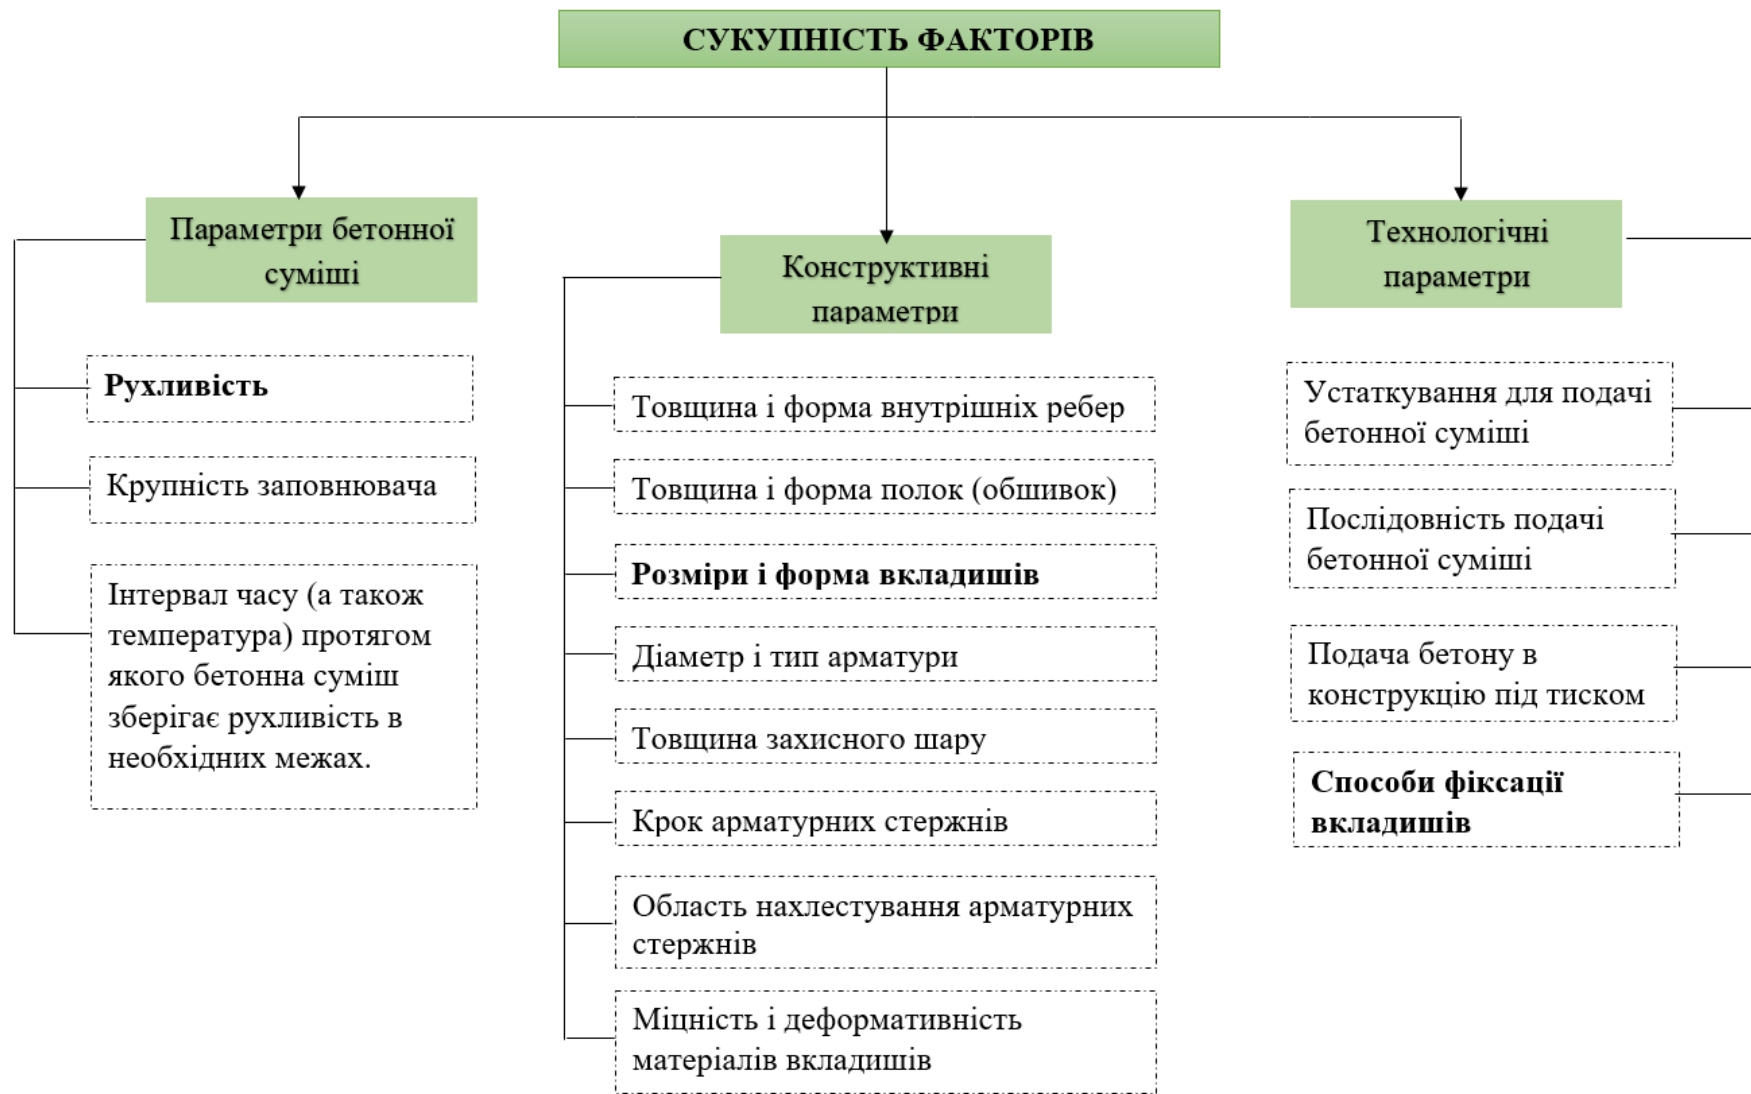 СУКУПНІСТЬ ФАКТОРІВ
Параметри бетонної
суміші
Рухливість
Крупність заповнювача
Інтервал часу (а також
температура) протягом
якого бетонна суміш
зберігає рухливість в
необхідних межах.
Конструктивні
параметри
Товщина і форма внутрішніх ребер
Товщина і форма полок (обшивок)
Розміри і форма вкладишів
Діаметр і тип арматури
Товщина захисного шару
Крок арматурних стержнів
Область нахлестування арматурних
стержнів
Міцність і деформативність
матеріалів вкладишів
Технологічні
параметри
Устаткування для подачі
бетонної суміші
Послідовність подачі
бетонної суміші
Подача бетону в
конструкцію під тиском
Способи фіксації
вкладишів